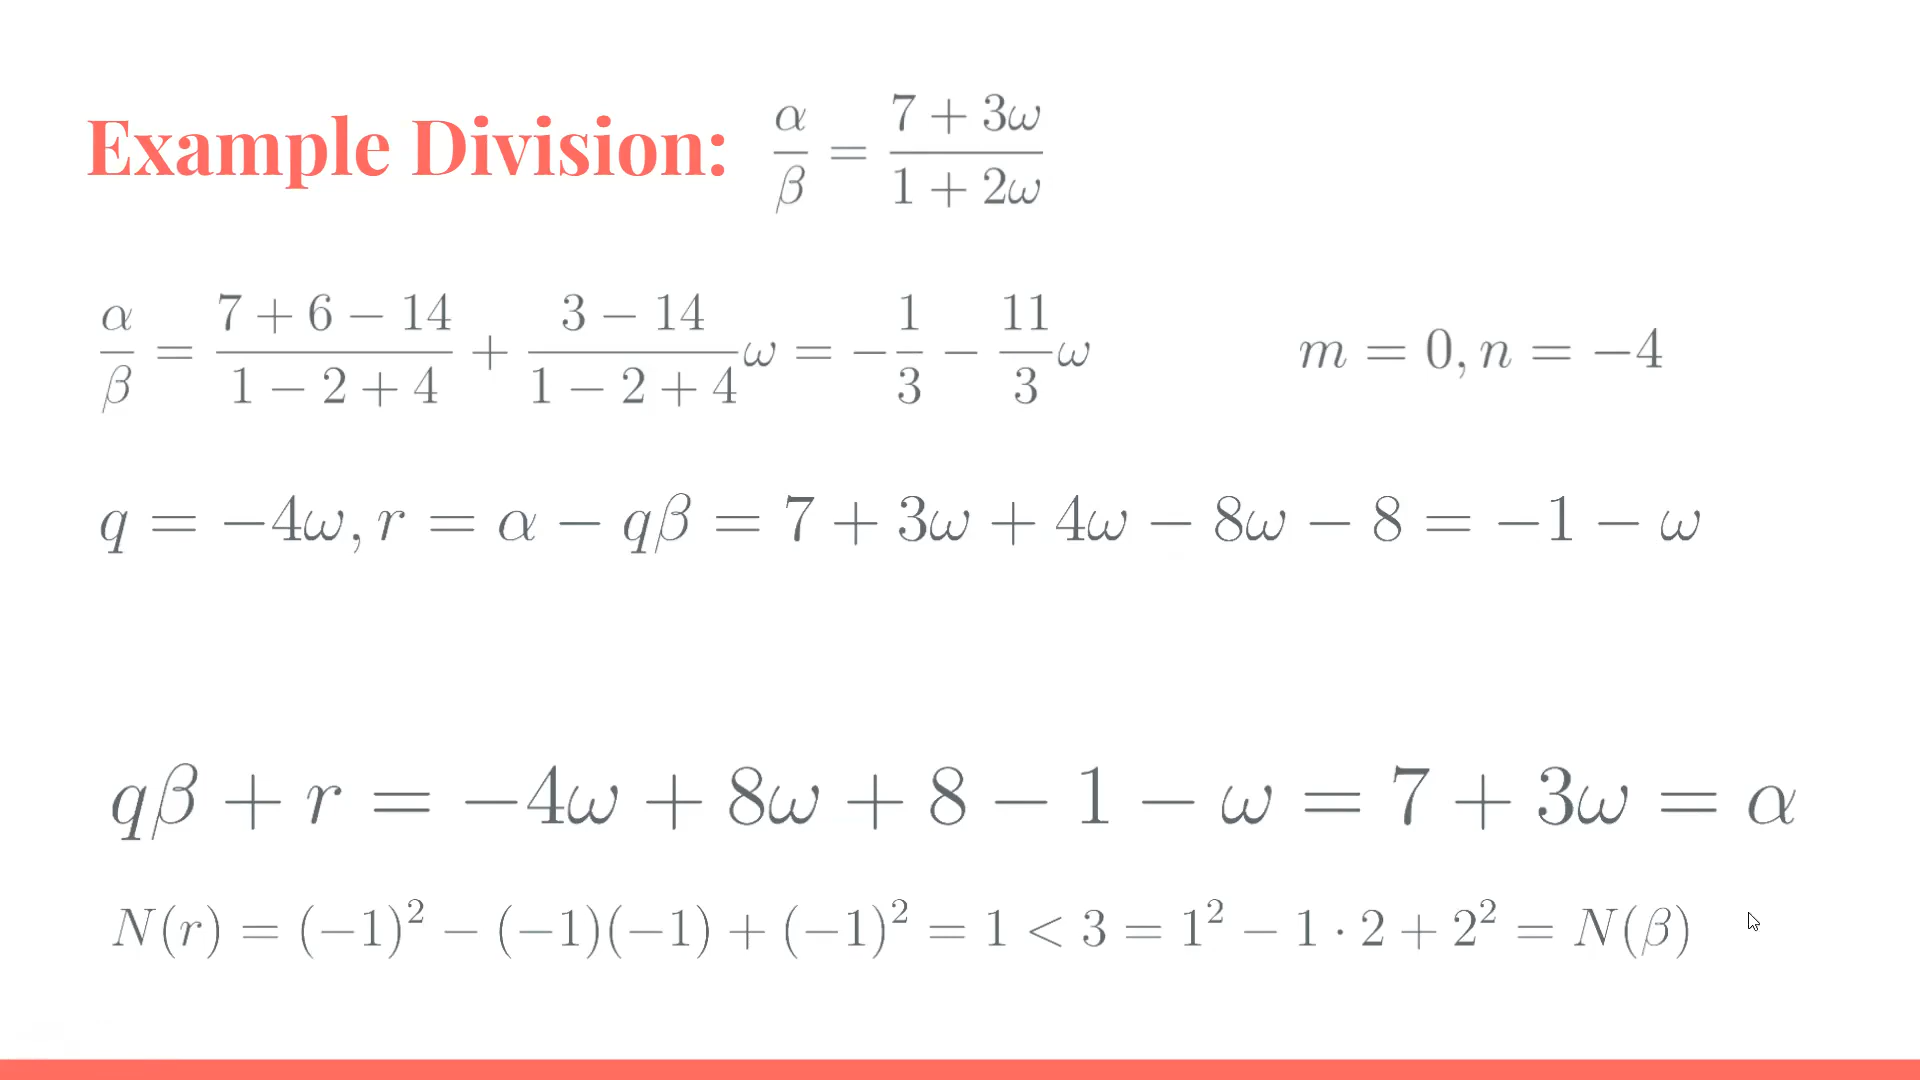 Example Division: α/β = (7 + 3ω)/(1 + 2ω)
α/β = (7 + 6 − 14)/(1 − 2 + 4) + (3 − 14)/(1 − 2 + 4) ω = −1/3 − 11/3 ω m = 0, n = −4
q = −4ω, r = α − qβ = 7 + 3ω + 4ω − 8ω − 8 = −1 − ω
qβ + r = −4ω + 8ω + 8 − 1 − ω = 7 + 3ω = α
N(r) = (−1)² − (−1)(−1) + (−1)² = 1 < 3 = 1² − 1 · 2 + 2² = N(β)